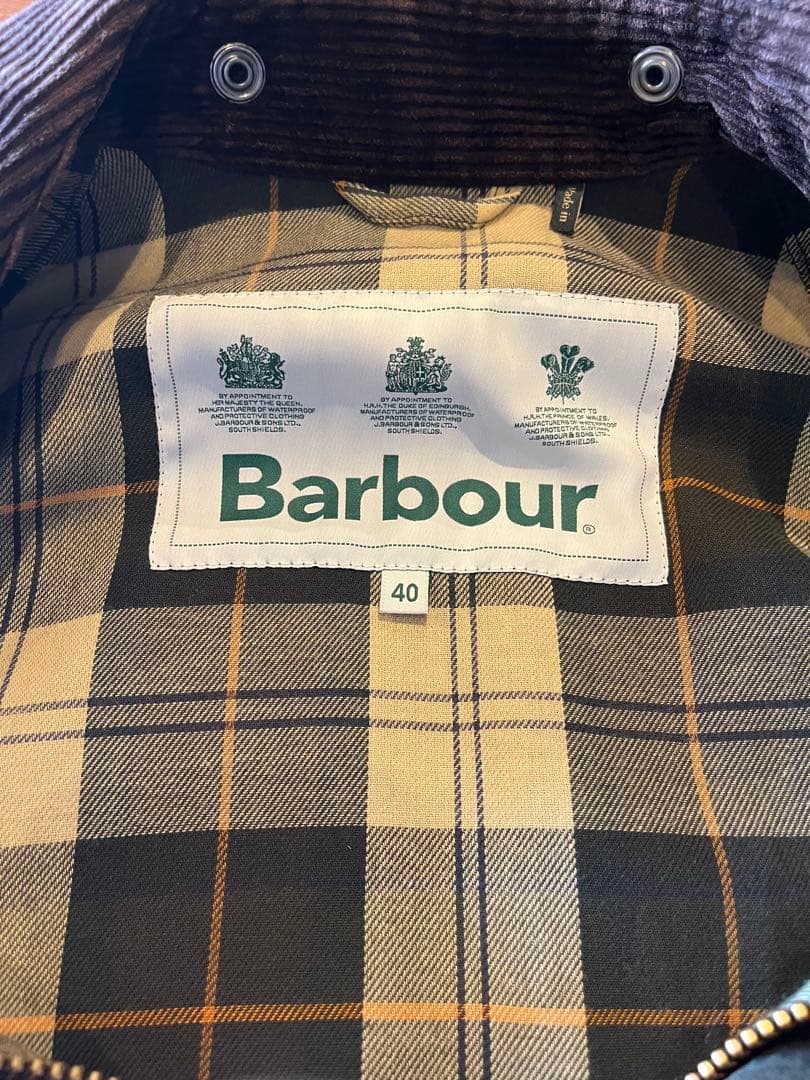 Made in
BY APPOINTMENT TO
HER MAJESTY THE QUEEN.
MANUFACTURERS OF WATERPROOF
AND PROTECTIVE CLOTHING
J.BARBOUR & SONS LTD.,
SOUTH SHIELDS.
BY APPOINTMENT TO
H.R.H. THE DUKE OF EDINBURGH.
MANUFACTURERS OF WATERPROOF
AND PROTECTIVE CLOTHING
J.BARBOUR & SONS LTD.,
SOUTH SHIELDS.
BY APPOINTMENT TO
H.R.H. THE PRINCE OF WALES.
MANUFACTURERS OF WATERPROOF
AND PROTECTIVE CLOTHING
J.BARBOUR & SONS LTD.,
SOUTH SHIELDS.
Barbour®
40